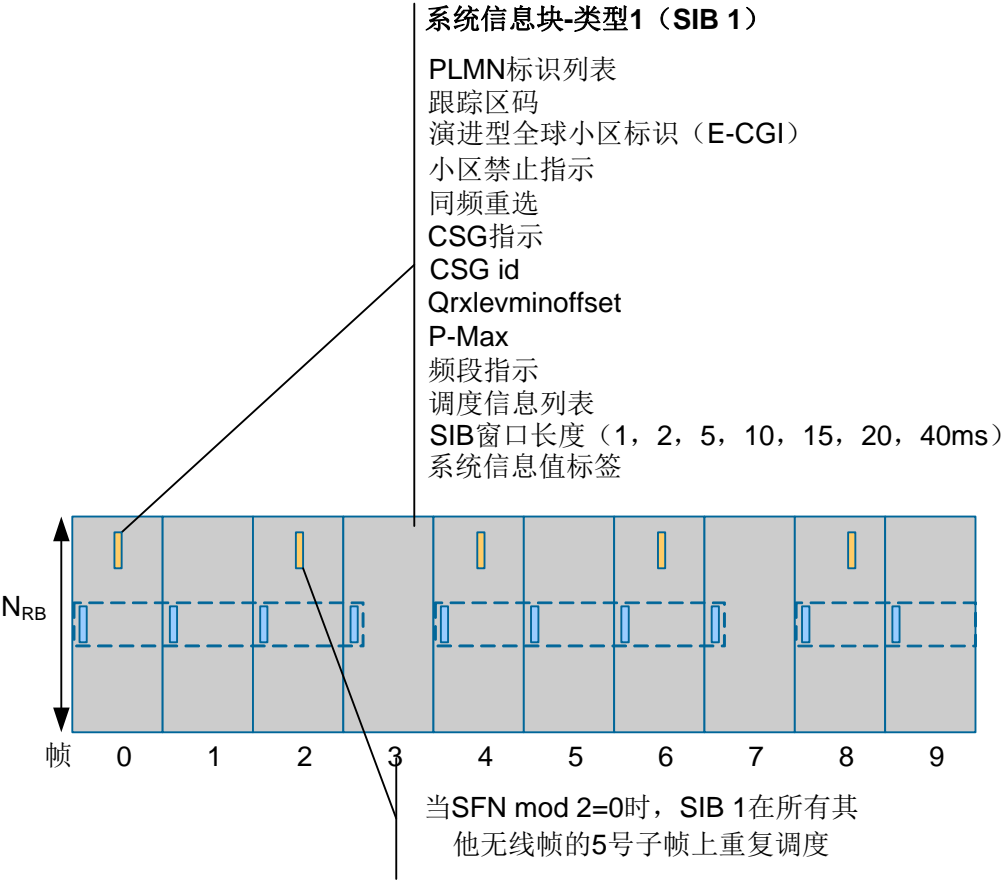 系统信息块-类型1（SIB 1）
PLMN标识列表
跟踪区码
演进型全球小区标识（E-CGI）
小区禁止指示
同频重选
CSG指示
CSG id
Qrxlevminoffset
P-Max
频段指示
调度信息列表
SIB窗口长度（1，2，5，10，15，20，40ms）
系统信息值标签
NRB
帧 0 1 2 3 4 5 6 7 8 9
当SFN mod 2=0时，SIB 1在所有其
他无线帧的5号子帧上重复调度